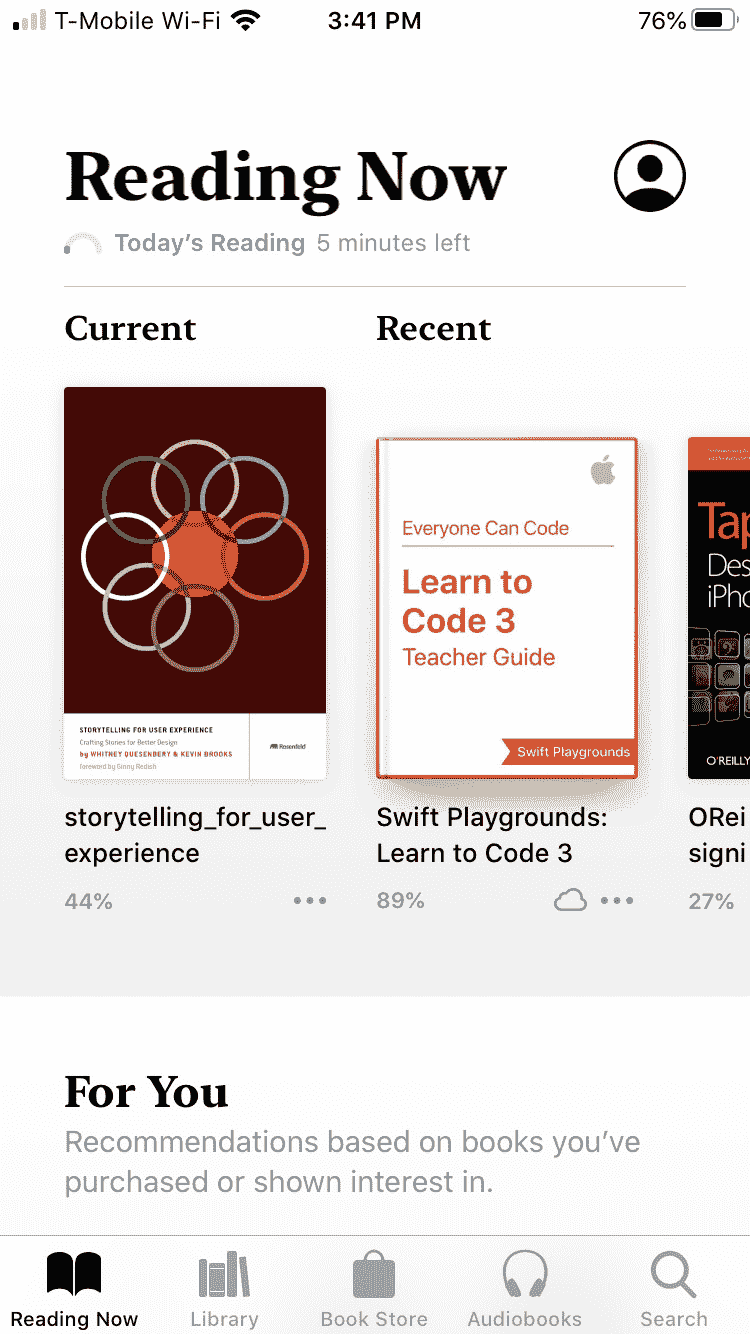 T-Mobile Wi-Fi 3:41 PM 76%
Reading Now
Today's Reading 5 minutes left
Current
Recent
STORYTELLING FOR USER EXPERIENCE
Crafting Stories for Better Design
by WHITNEY QUESENBERY & KEVIN BROOKS
foreword by Ginny Redish
Rosenfeld
storytelling_for_user_
experience
44%
Everyone Can Code
Learn to
Code 3
Teacher Guide
Swift Playgrounds
Swift Playgrounds:
Learn to Code 3
89%
Tap
Des
iPho
O'REILLY
ORei
signi
27%
For You
Recommendations based on books you've
purchased or shown interest in.
Reading Now
Library
Book Store
Audiobooks
Search